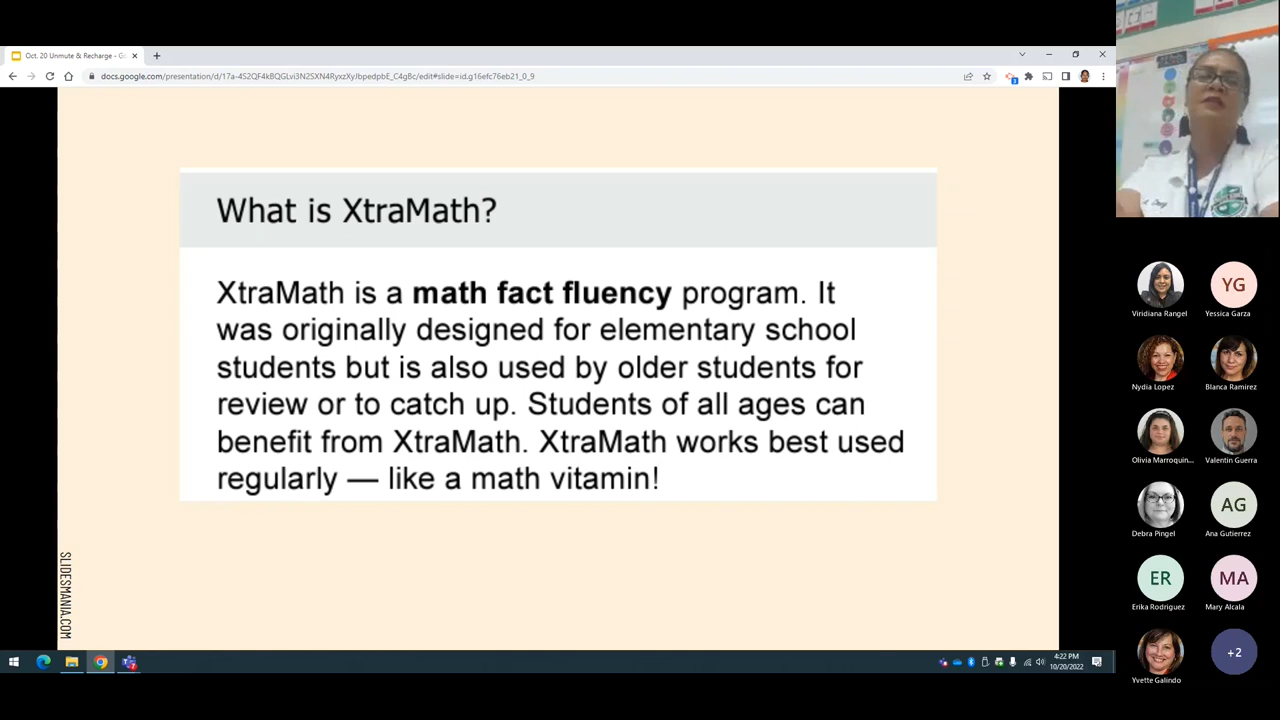 Oct. 20 Unmute & Recharge - Go
docs.google.com/presentation/d/17a-4S2QF4kBQGLvi3N2SXN4RyxzXyJbpedpbE_C4gBc/edit#slide=id.g16efc76eb21_0_9
What is XtraMath?
XtraMath is a math fact fluency program. It
was originally designed for elementary school
students but is also used by older students for
review or to catch up. Students of all ages can
benefit from XtraMath. XtraMath works best used
regularly — like a math vitamin!
SLIDESMANIA.COM
YG
Viridiana Rangel
Yessica Garza
Nydia Lopez
Blanca Ramirez
Olivia Marroquin...
Valentin Guerra
AG
Debra Pingel
Ana Gutierrez
ER
MA
Erika Rodriguez
Mary Alcala
+2
Yvette Galindo
4:22 PM
10/20/2022